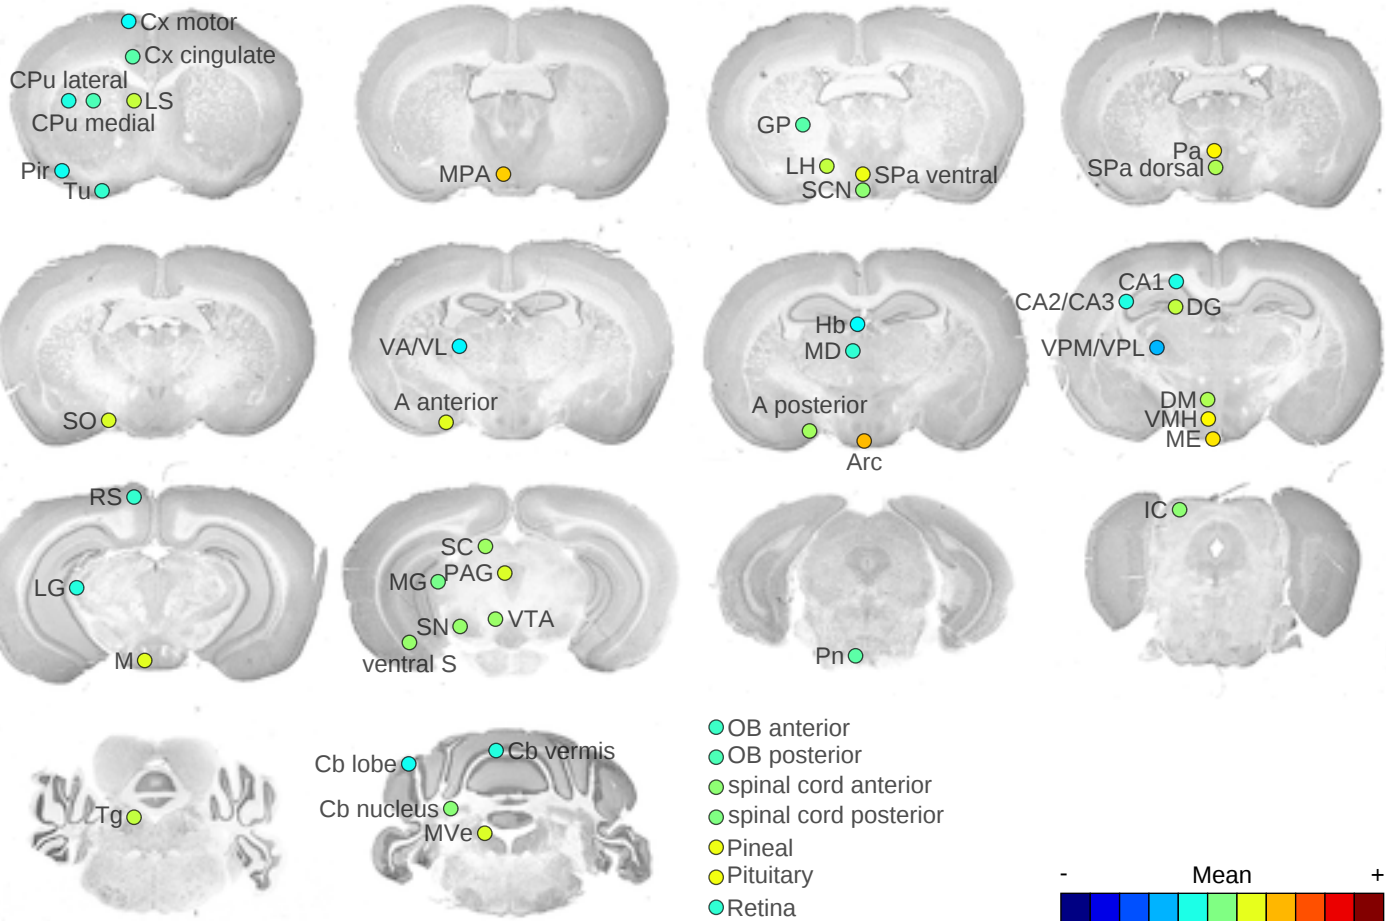 Cx motor
Cx cingulate
CPu lateral
LS
CPu medial
Pir
Tu
MPA
GP
LH
SPa ventral
SCN
Pa
SPa dorsal
SO
VA/VL
A anterior
Hb
MD
A posterior
Arc
CA1
CA2/CA3
DG
VPM/VPL
DM
VMH
ME
RS
LG
M
SC
MG
PAG
SN
VTA
ventral S
Pn
IC
Tg
Cb lobe
Cb vermis
Cb nucleus
MVe
OB anterior
OB posterior
spinal cord anterior
spinal cord posterior
Pineal
Pituitary
Retina
- Mean +